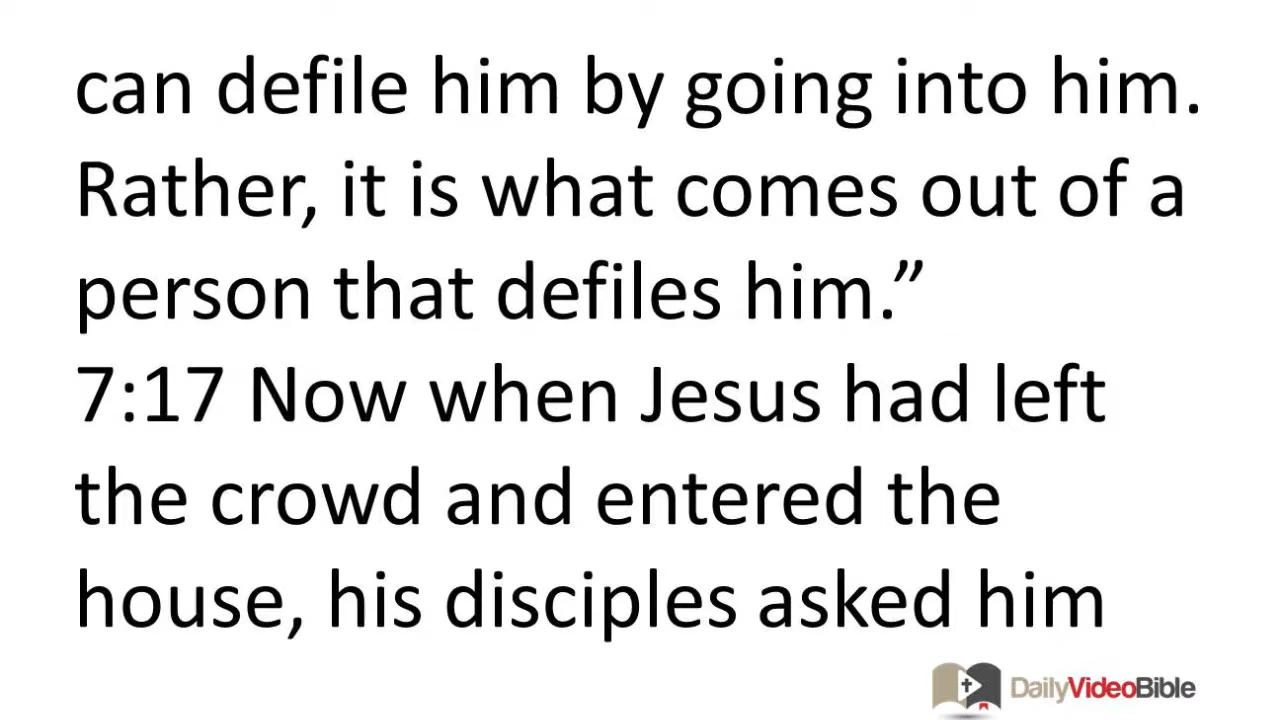 can defile him by going into him.
Rather, it is what comes out of a
person that defiles him.”
7:17 Now when Jesus had left
the crowd and entered the
house, his disciples asked him
DailyVideoBible